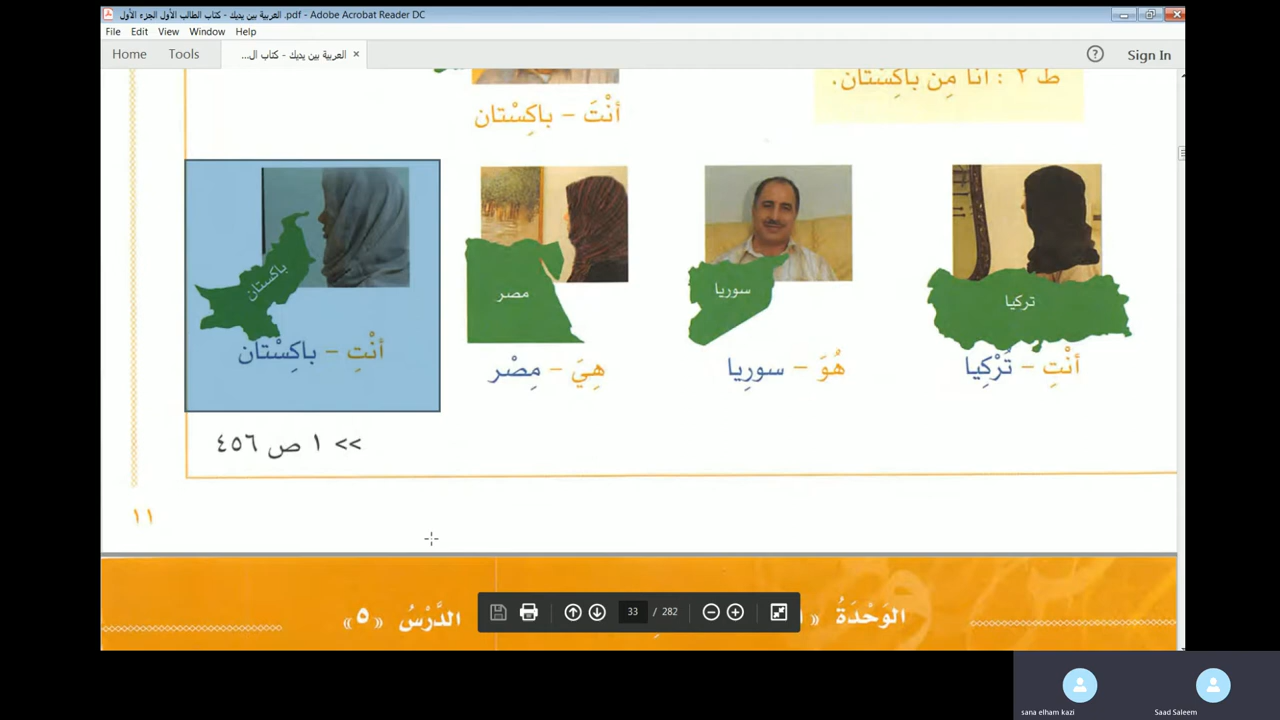 العربية بين يديك - كتاب الطالب الأول الجزء الأول .pdf - Adobe Acrobat Reader DC
File Edit View Window Help
Home Tools العربية بين يديك - كتاب ال... × ? Sign In
ط ٢ : أنا مِن باكِسْتان.
أنْتَ – باكِسْتان
تركيا
سوريا
مصر
باكستان
أنْتِ – تُرْكِيا
هُوَ – سورِيا
هِيَ – مِصْر
أنْتِ – باكِسْتان
>> ١ ص ٤٥٦
١١
الوَحْدَةُ «
الدَّرْسُ «٥»
33 / 282
sana elham kazi
Saad Saleem